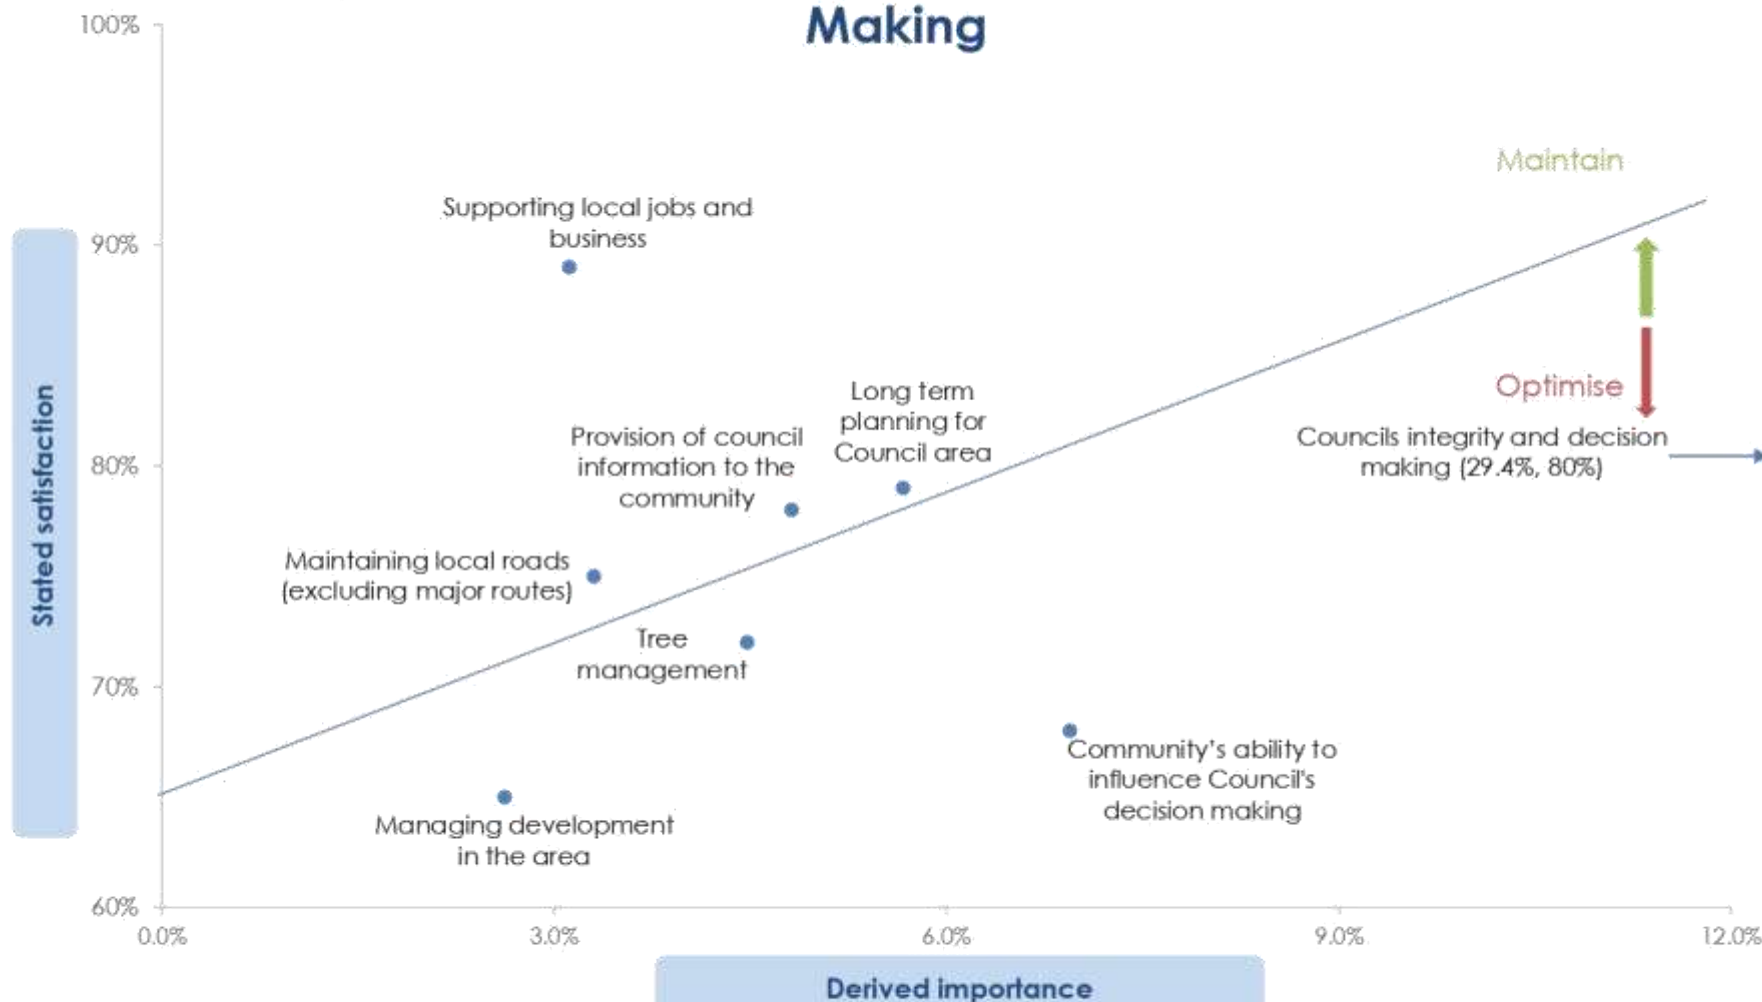 Making
100%
90%
80%
70%
60%
Stated satisfaction
Maintain
Supporting local jobs and
business
Optimise
Long term
planning for
Council area
Provision of council
information to the
community
Councils integrity and decision
making (29.4%, 80%)
Maintaining local roads
(excluding major routes)
Tree
management
Community's ability to
influence Council's
decision making
Managing development
in the area
0.0%
3.0%
6.0%
9.0%
12.0%
Derived importance